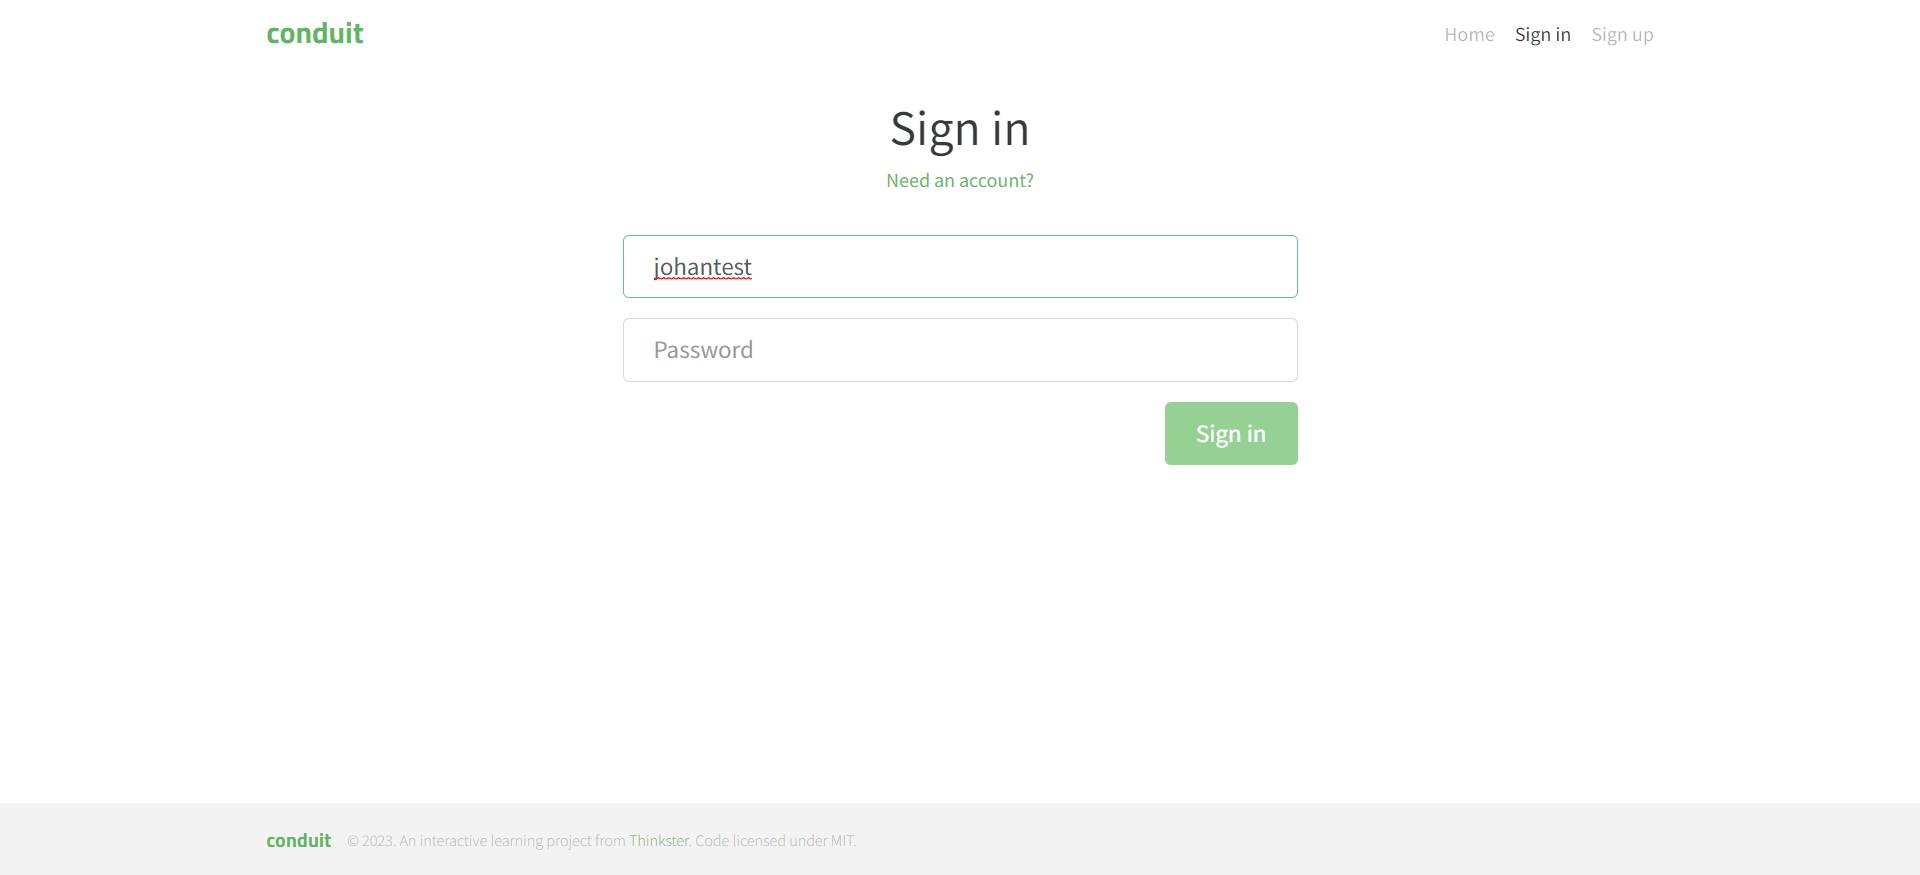 conduit
Home Sign in Sign up
Sign in
Need an account?
johantest
Password
Sign in
conduit © 2023. An interactive learning project from Thinkster. Code licensed under MIT.